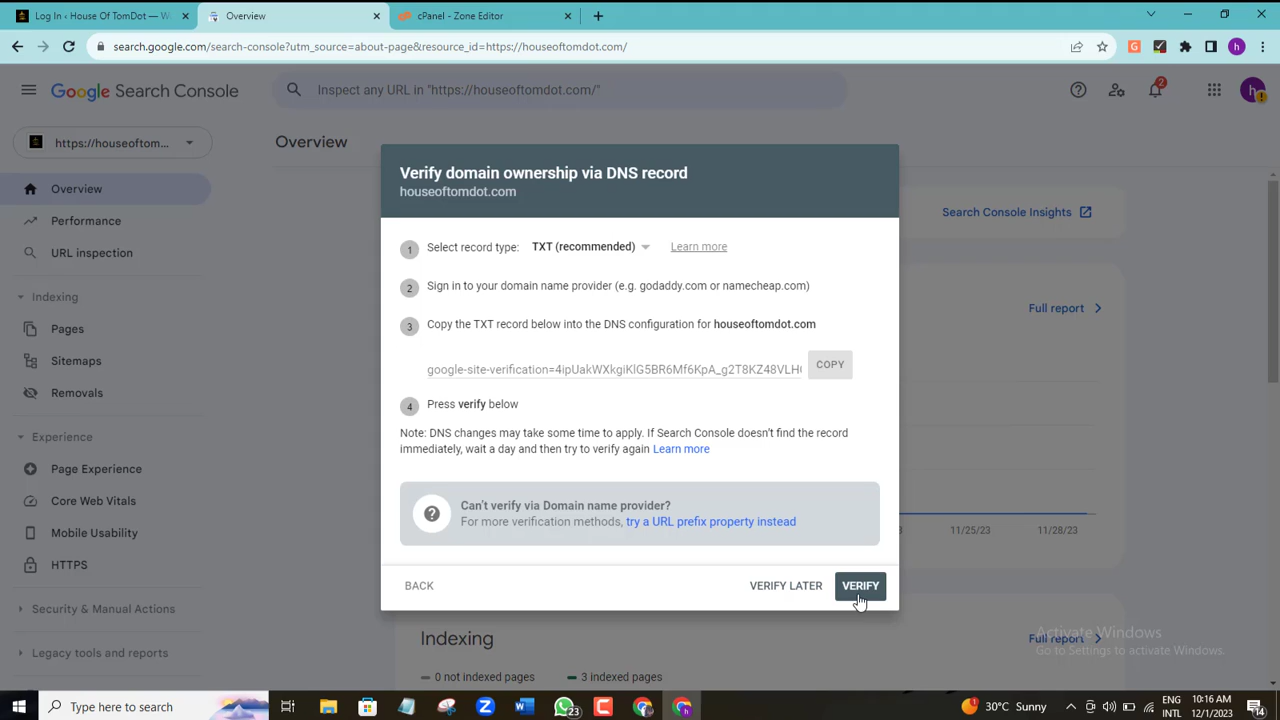 Log In ‹ House Of TomDot — W
Overview
cPanel - Zone Editor
search.google.com/search-console?utm_source=about-page&resource_id=https://houseoftomdot.com/
G
h
Google Search Console
Inspect any URL in "https://houseoftomdot.com/"
2
h
https://houseoftom...
Overview
Overview
Performance
URL inspection
Indexing
Pages
Sitemaps
Removals
Experience
Page Experience
Core Web Vitals
Mobile Usability
HTTPS
Security & Manual Actions
Legacy tools and reports
Search Console Insights
Full report
11/25/23
11/28/23
Verify domain ownership via DNS record
houseoftomdot.com
1 Select record type: TXT (recommended) Learn more
2 Sign in to your domain name provider (e.g. godaddy.com or namecheap.com)
3 Copy the TXT record below into the DNS configuration for houseoftomdot.com
google-site-verification=4ipUakWXkgiKlG5BR6Mf6KpA_g2T8KZ48VLH
COPY
4 Press verify below
Note: DNS changes may take some time to apply. If Search Console doesn't find the record
immediately, wait a day and then try to verify again Learn more
Can't verify via Domain name provider?
For more verification methods, try a URL prefix property instead
BACK
VERIFY LATER
VERIFY
Indexing
Full report
0 not indexed pages
3 indexed pages
Activate Windows
Go to Settings to activate Windows.
Type here to search
23
30°C Sunny
ENG
INTL
10:16 AM
12/1/2023
14